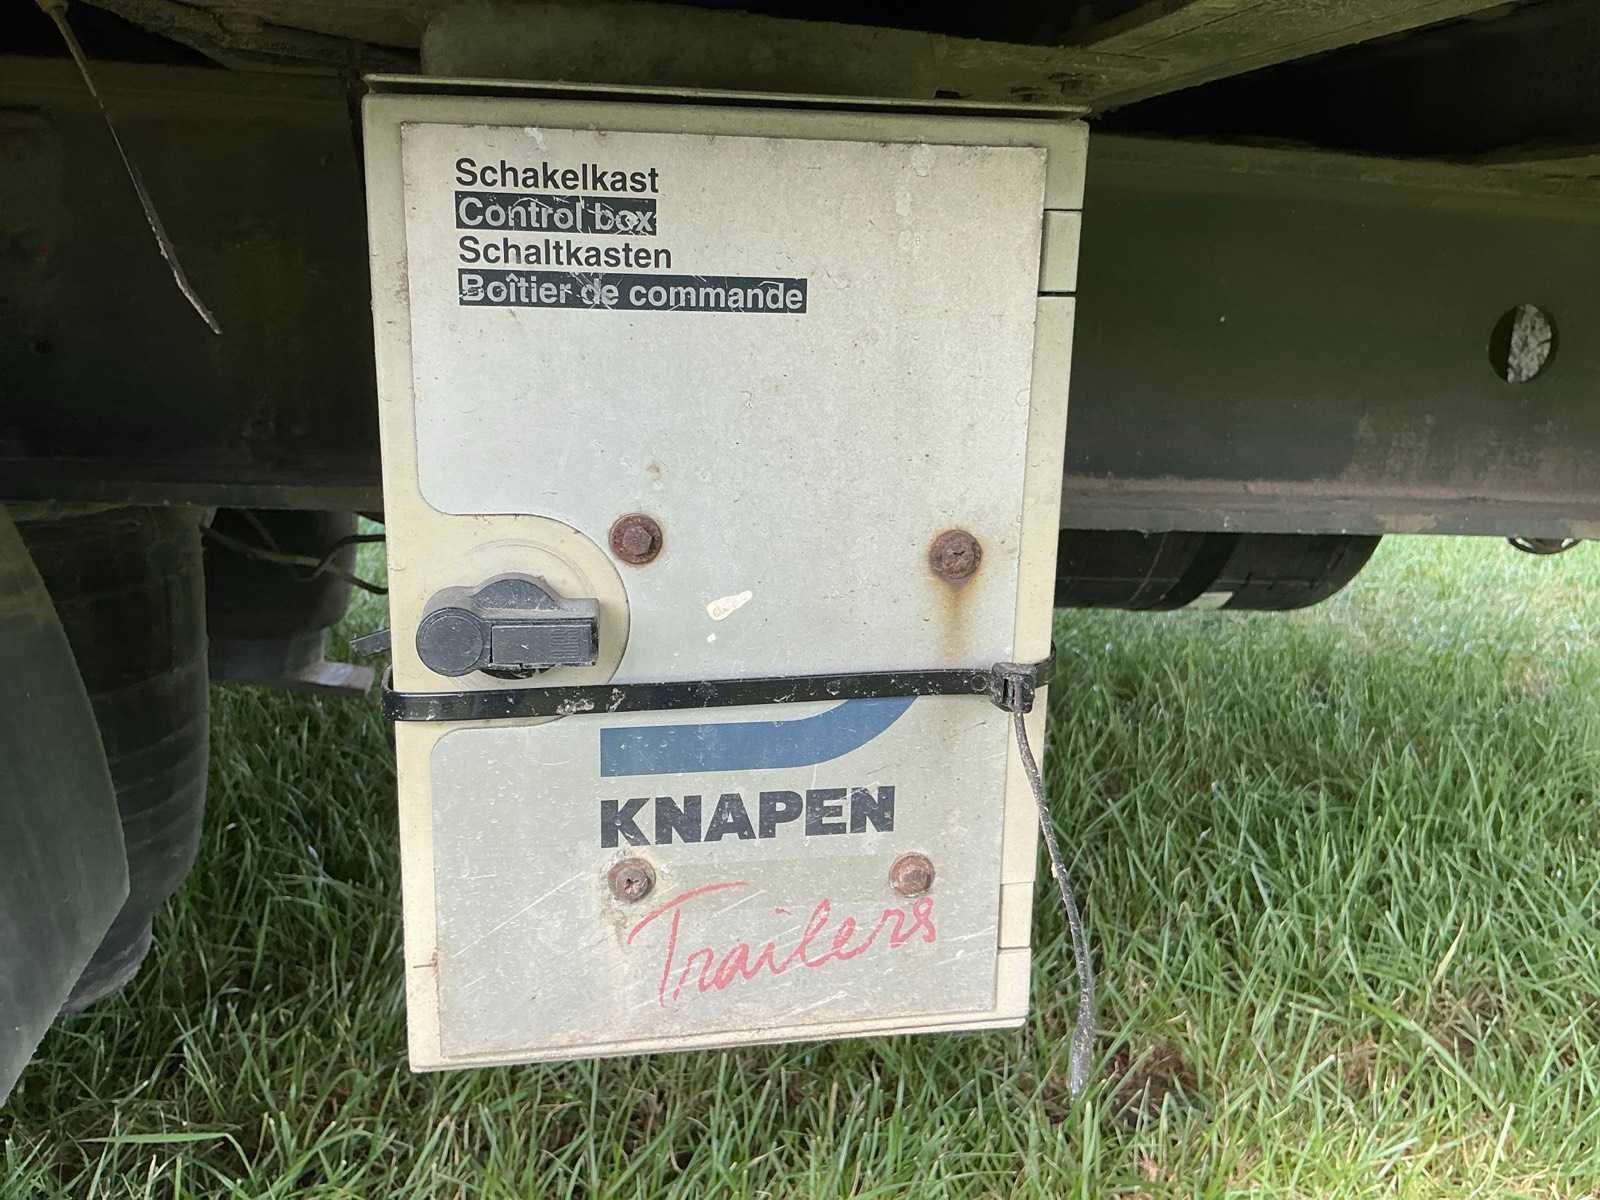 Schakelkast
Control box
Schaltkasten
Boîtier de commande
KNAPEN
Trailers